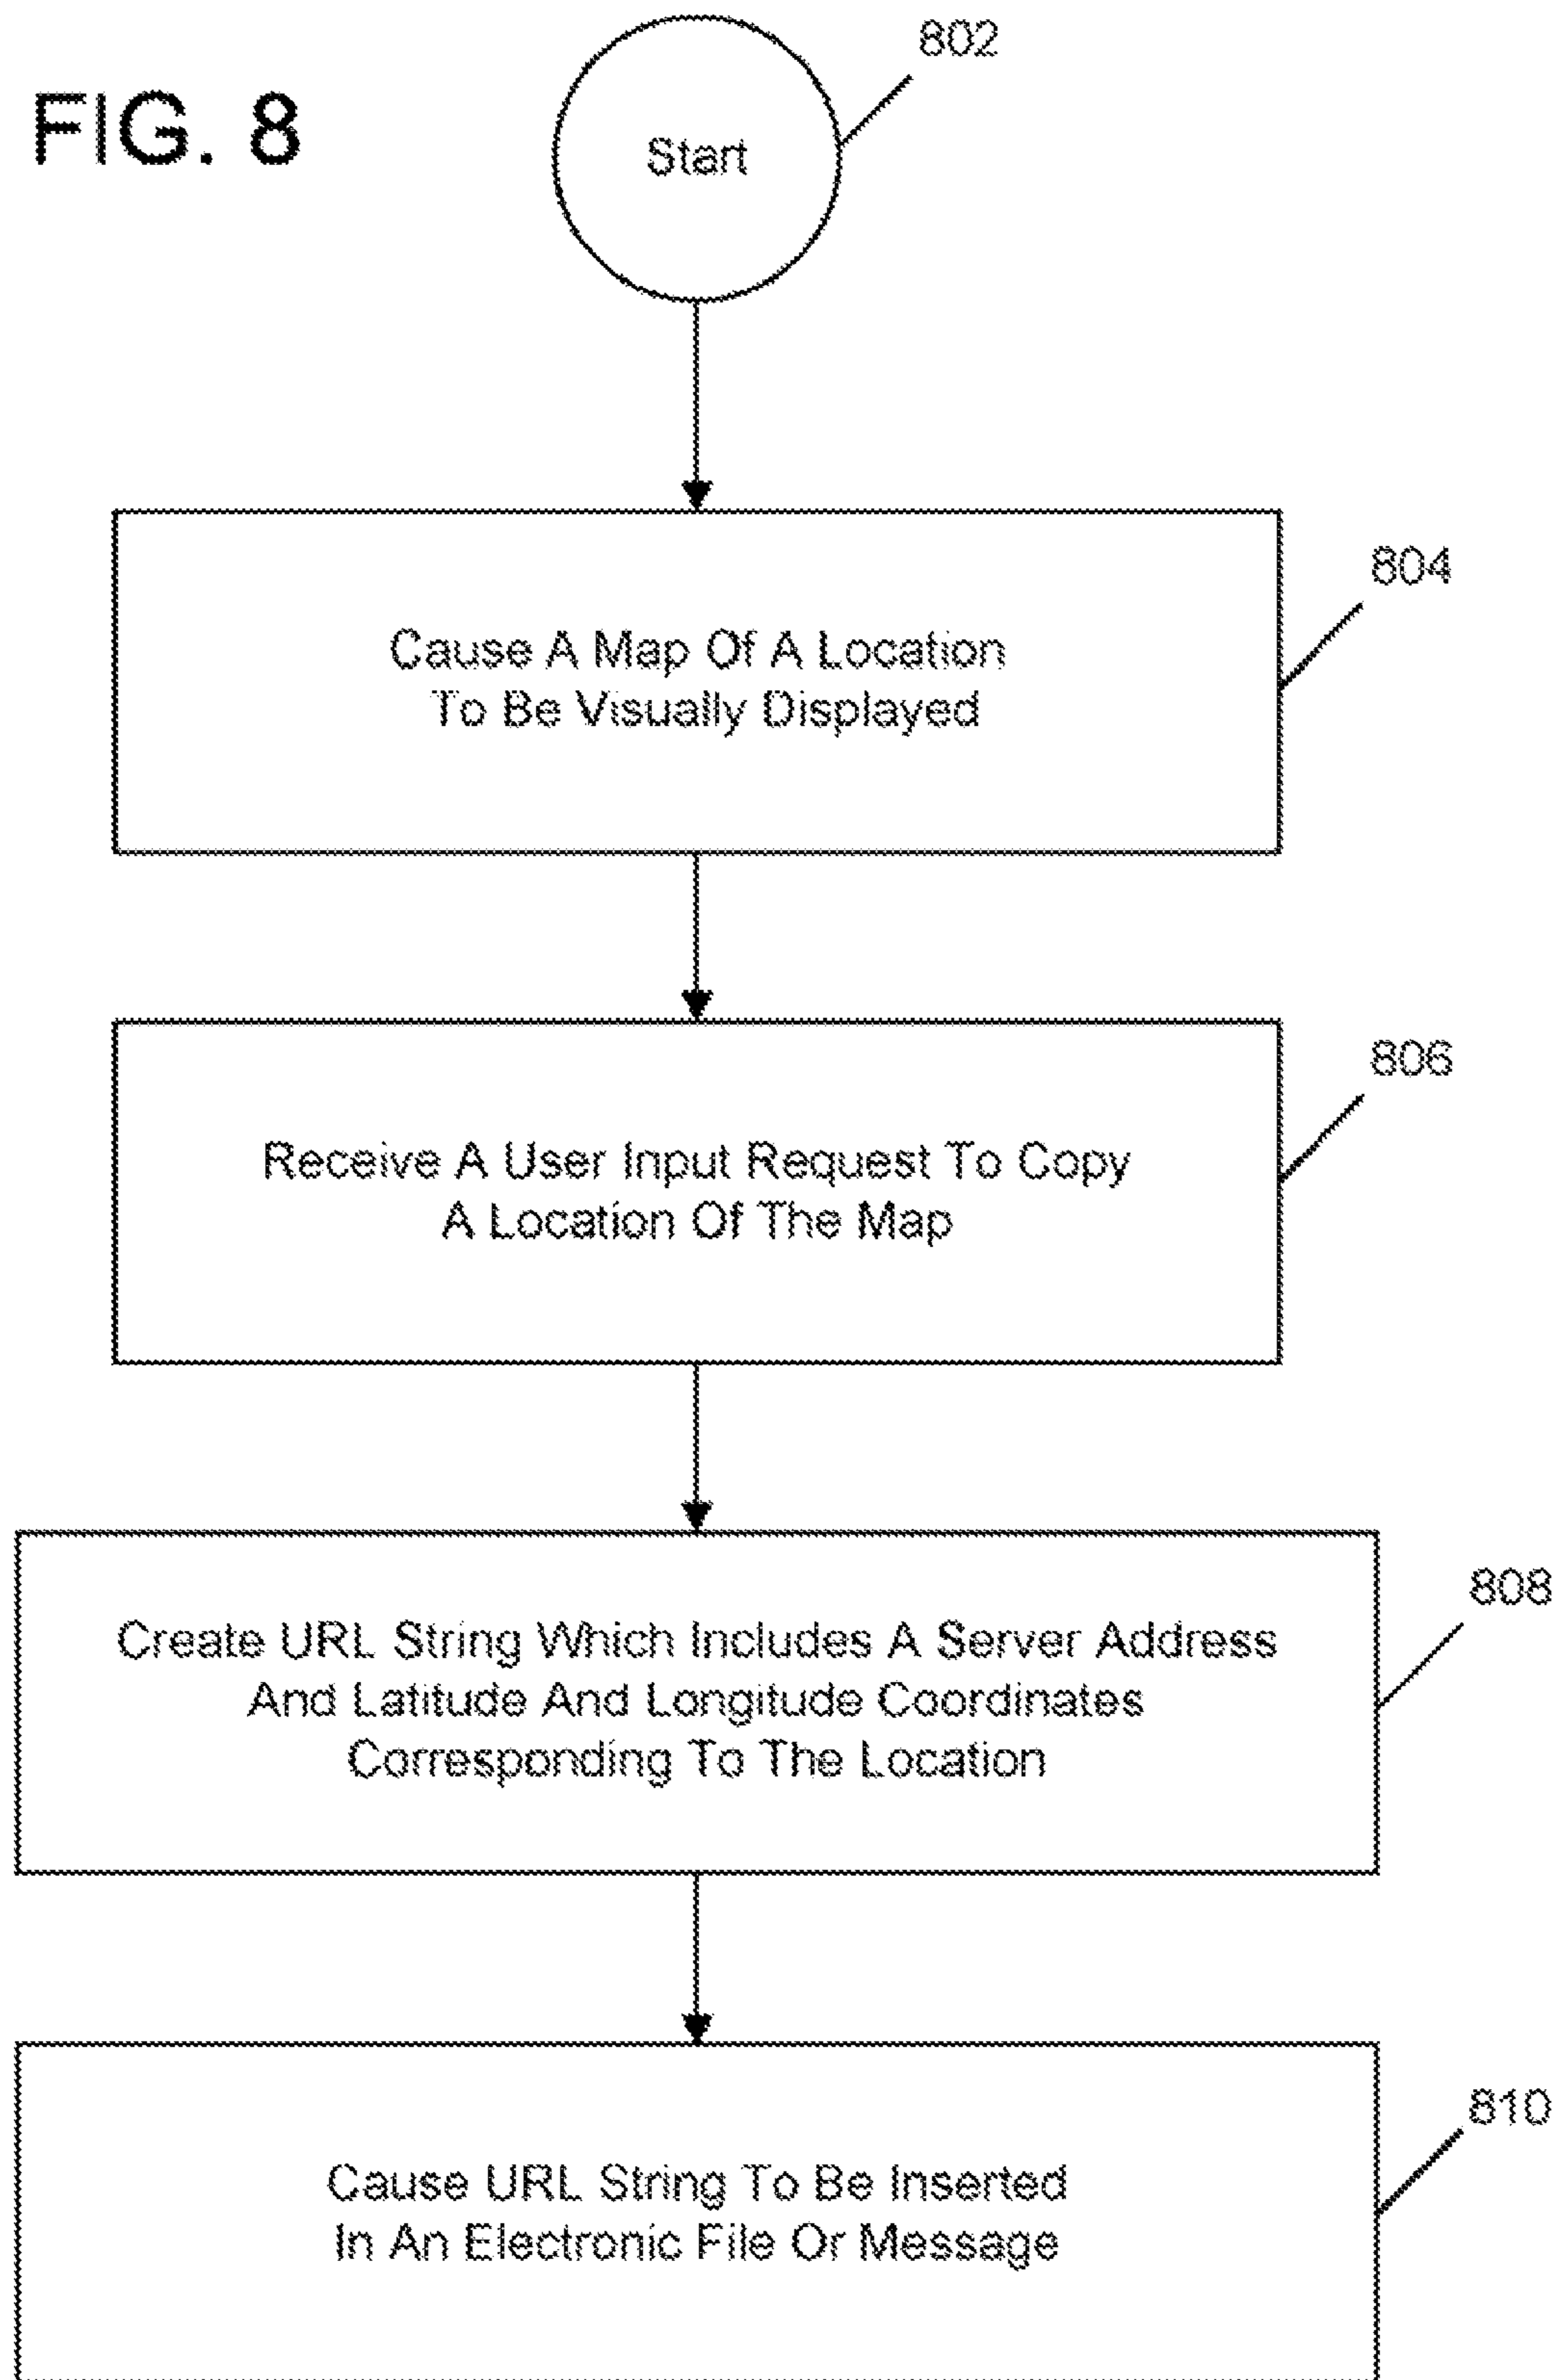 FIG. 8
802
Start
804
Cause A Map Of A Location
To Be Visually Displayed
806
Receive A User Input Request To Copy
A Location Of The Map
808
Create URL String Which Includes A Server Address
And Latitude And Longitude Coordinates
Corresponding To The Location
810
Cause URL String To Be Inserted
In An Electronic File Or Message